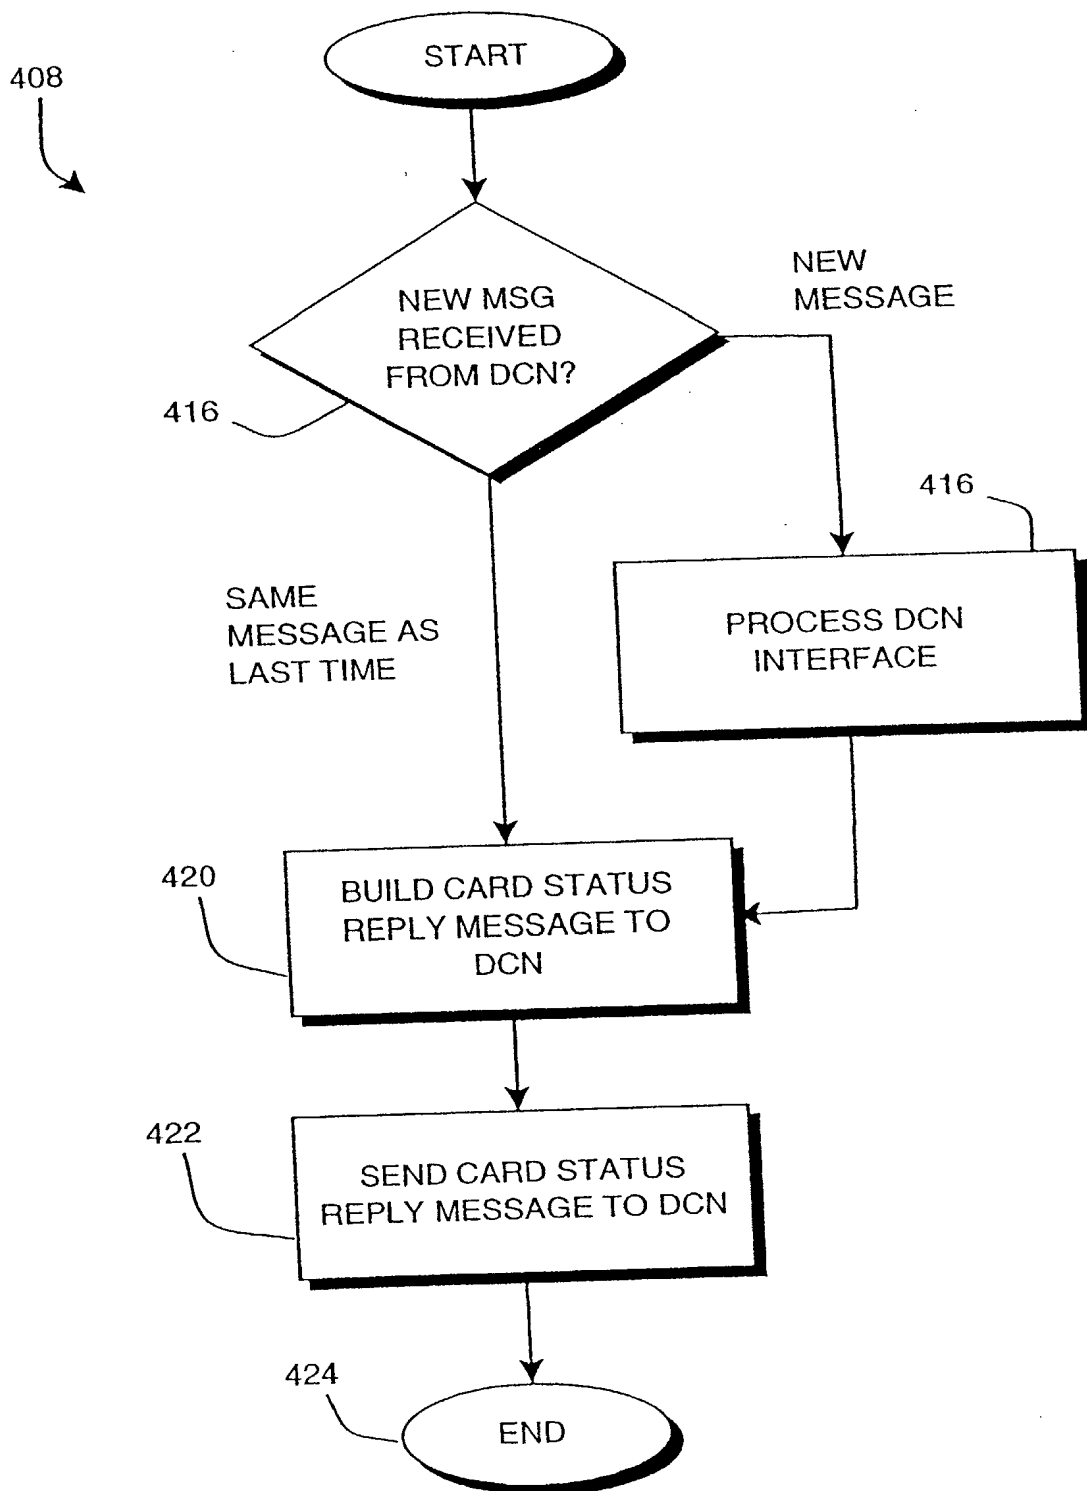 START
408
NEW MSG
RECEIVED
FROM DCN?
NEW
MESSAGE
416
416
SAME
MESSAGE AS
LAST TIME
PROCESS DCN
INTERFACE
420
BUILD CARD STATUS
REPLY MESSAGE TO
DCN
422
SEND CARD STATUS
REPLY MESSAGE TO DCN
424
END